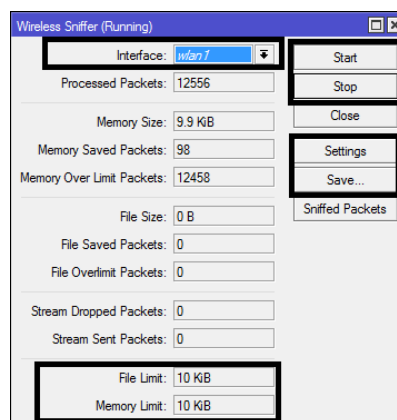 Wireless Sniffer (Running)
Interface: wlan1
Start
Processed Packets: 12556
Stop
Memory Size: 9.9 KiB
Close
Memory Saved Packets: 98
Settings
Memory Over Limit Packets: 12458
Save...
File Size: 0 B
Sniffed Packets
File Saved Packets: 0
File Overlimit Packets: 0
Stream Dropped Packets: 0
Stream Sent Packets: 0
File Limit: 10 KiB
Memory Limit: 10 KiB